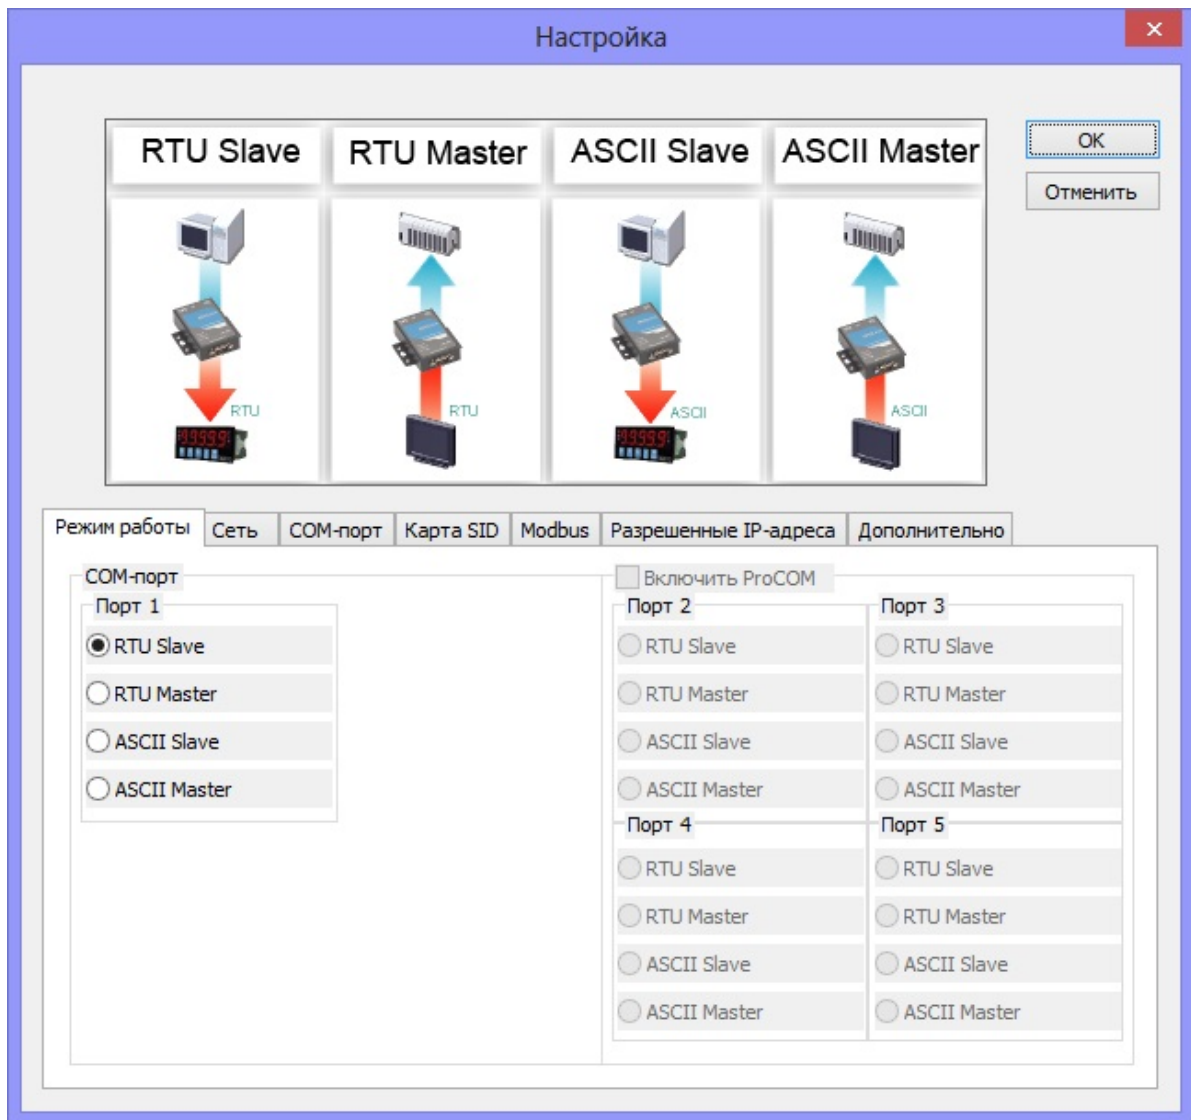 Настройка
RTU Slave RTU Master ASCII Slave ASCII Master
OK
Отменить
RTU RTU ASCII ASCII
Режим работы Сеть COM-порт Карта SID Modbus Разрешенные IP-адреса Дополнительно
COM-порт
Порт 1
RTU Slave
RTU Master
ASCII Slave
ASCII Master
Включить ProCOM
Порт 2 Порт 3
RTU Slave RTU Slave
RTU Master RTU Master
ASCII Slave ASCII Slave
ASCII Master ASCII Master
Порт 4 Порт 5
RTU Slave RTU Slave
RTU Master RTU Master
ASCII Slave ASCII Slave
ASCII Master ASCII Master